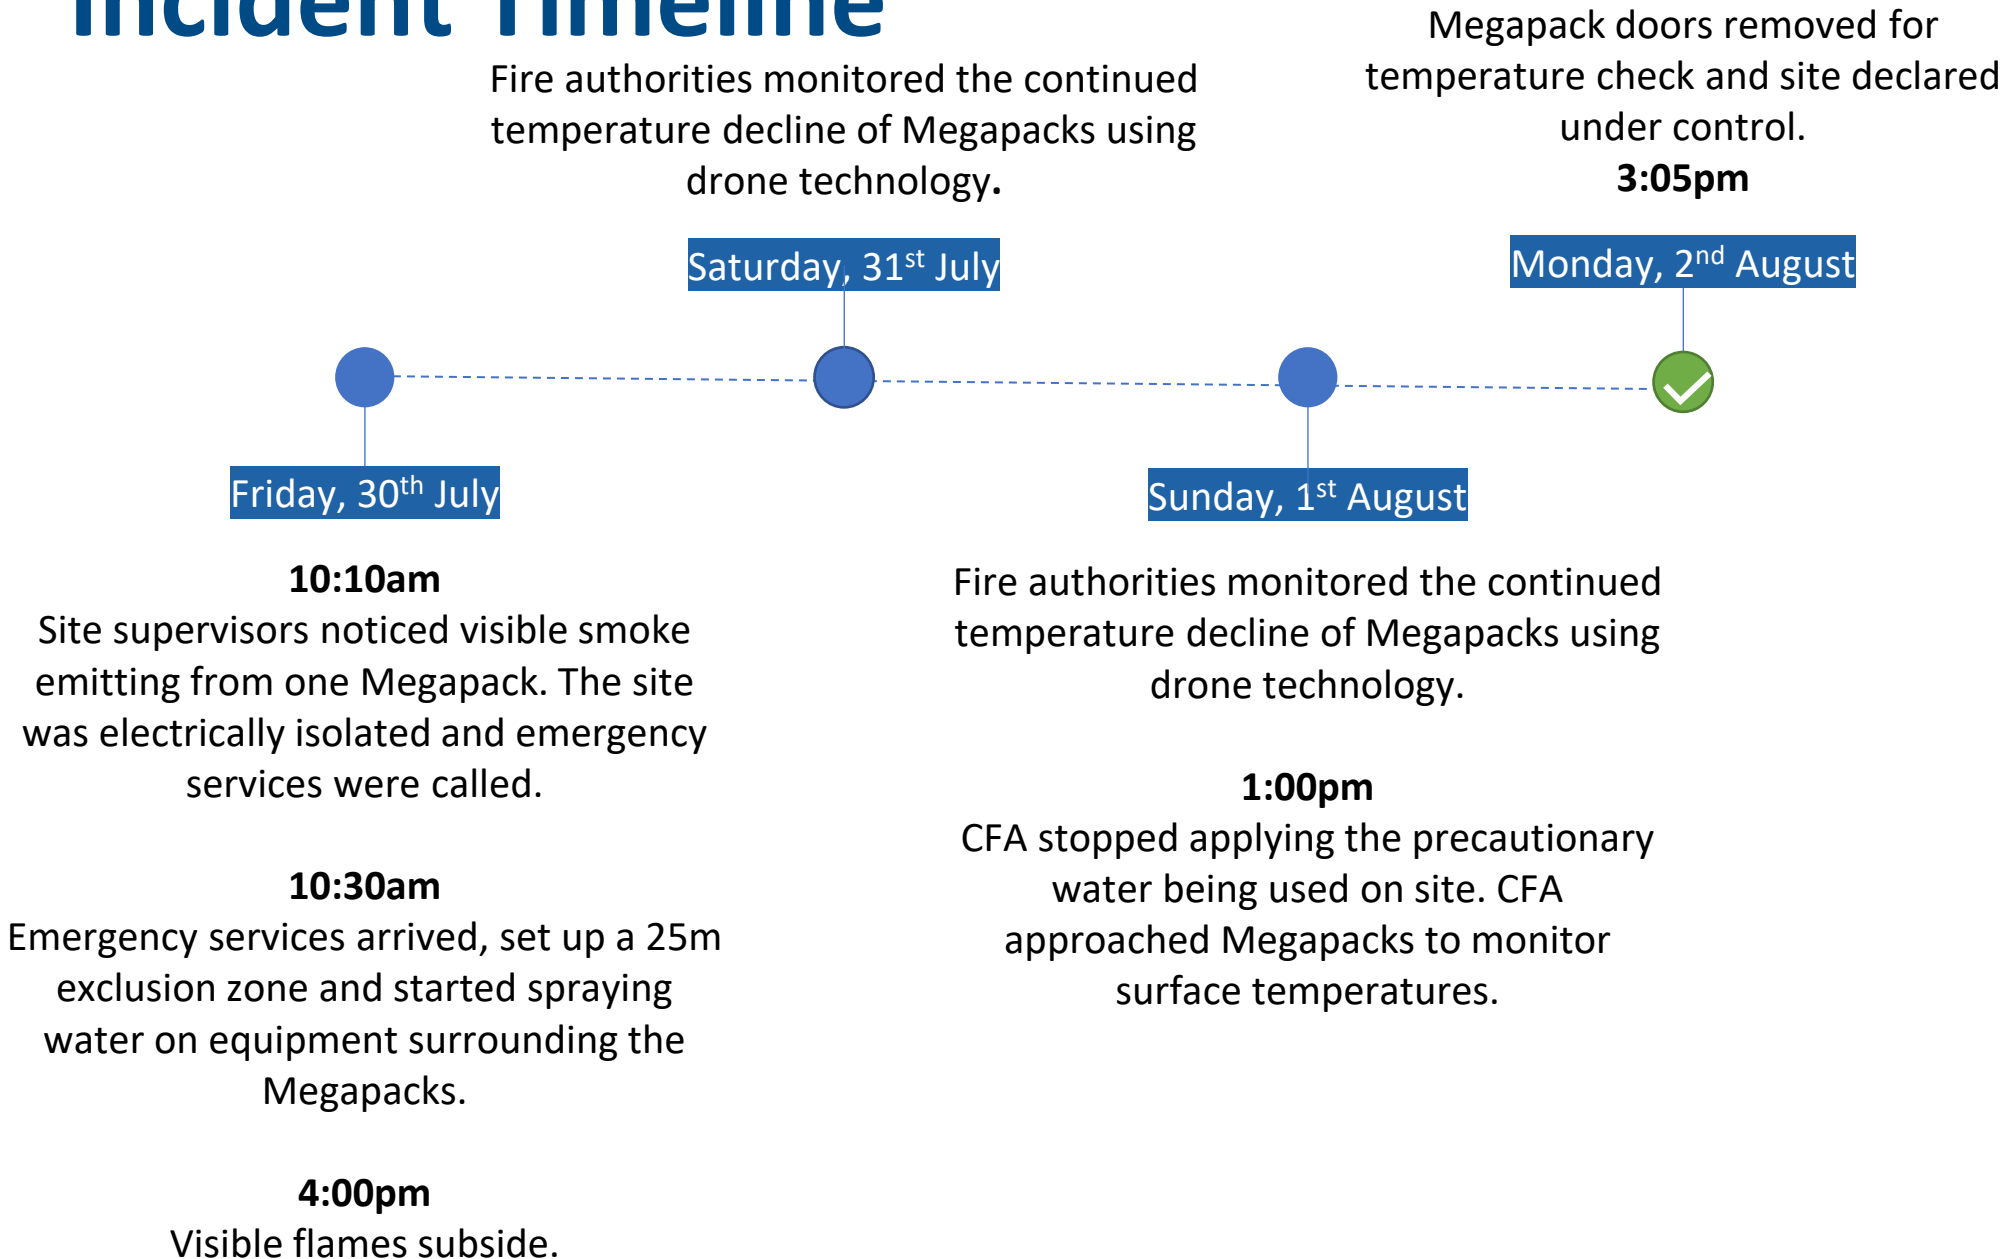 Incident Timeline
Fire authorities monitored the continued
temperature decline of Megapacks using
drone technology.
Megapack doors removed for
temperature check and site declared
under control.
3:05pm
Saturday, 31st July
Monday, 2nd August
Friday, 30th July
Sunday, 1st August
10:10am
Site supervisors noticed visible smoke
emitting from one Megapack. The site
was electrically isolated and emergency
services were called.
10:30am
Emergency services arrived, set up a 25m
exclusion zone and started spraying
water on equipment surrounding the
Megapacks.
4:00pm
Visible flames subside.
Fire authorities monitored the continued
temperature decline of Megapacks using
drone technology.
1:00pm
CFA stopped applying the precautionary
water being used on site. CFA
approached Megapacks to monitor
surface temperatures.